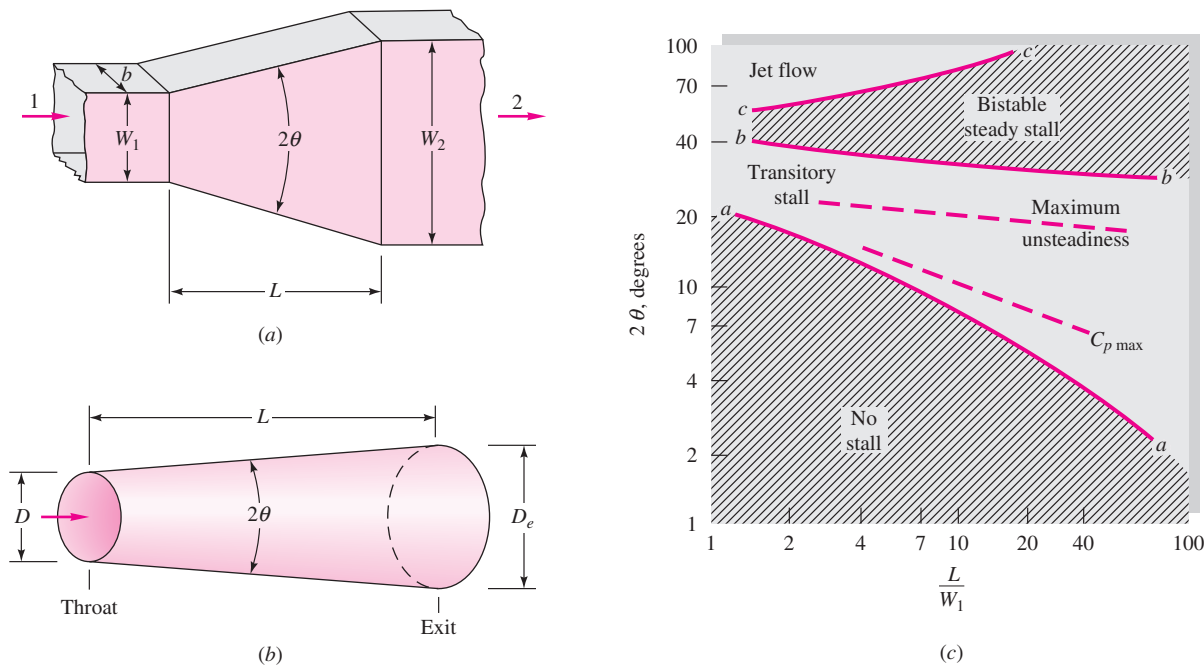 b
1
W1
2θ
W2
2
L
(a)
L
D
2θ
De
Throat
Exit
(b)
100
70
40
20
10
7
4
2
1
2 θ, degrees
Jet flow
c
c
Bistable
steady stall
b
b
Transitory
stall
Maximum
unsteadiness
a
Cp max
No
stall
a
1
2
4
7
10
20
40
100
L
W1
(c)